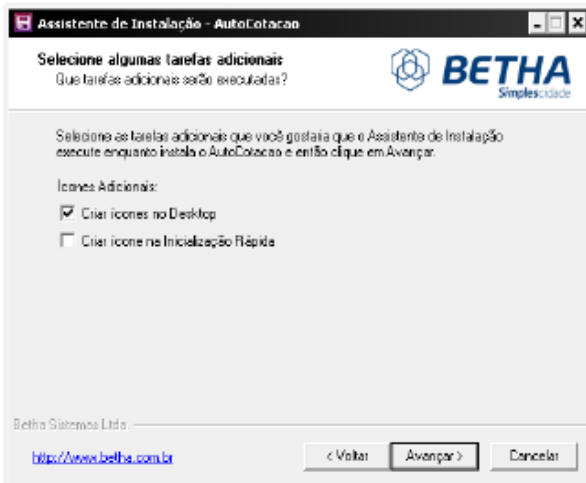 Assistente de Instalação - AutoCotacao
Selecione algumas tarefas adicionais
Que tarefas adicionais serão executadas?
BETHA
Simplescidade
Selecione as tarefas adicionais que você gostaria que o Assistente de Instalação
execute enquanto instala o AutoCotacao e então clique em Avançar.
Ícones Adicionais:
Criar ícones no Desktop
Criar ícone na Inicialização Rápida
Betha Sistemas Ltda.
http://www.betha.com.br
< Voltar
Avançar >
Cancelar